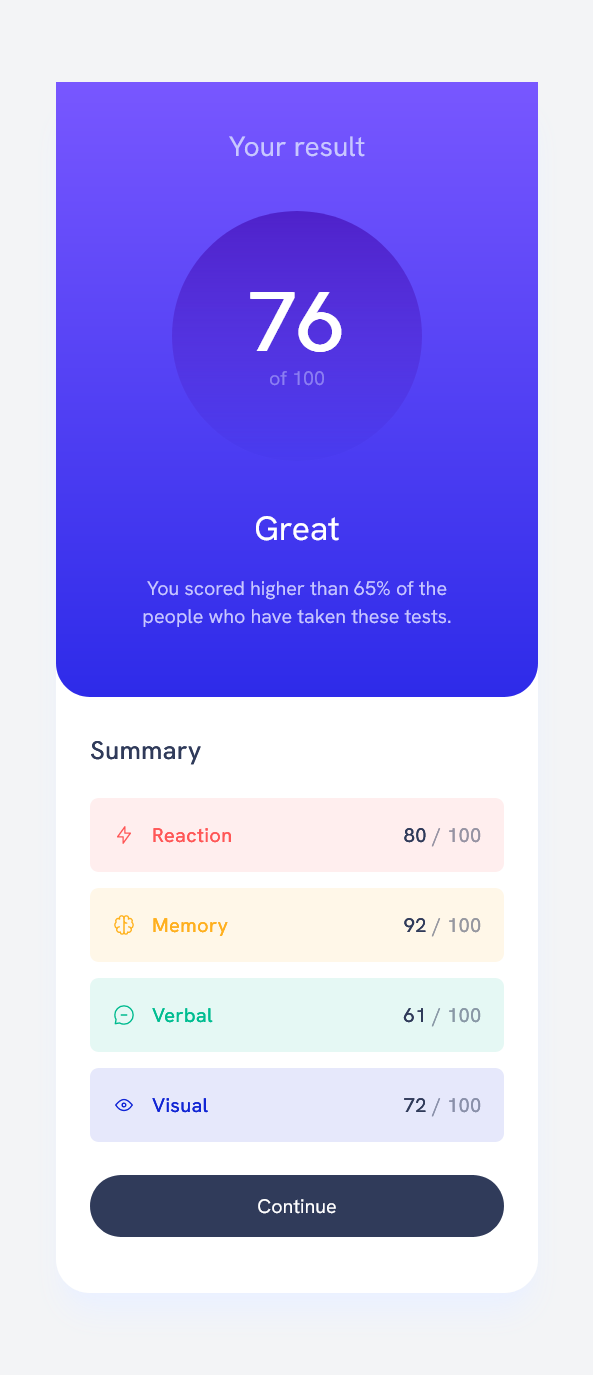 Your result
76
of 100
Great
You scored higher than 65% of the
people who have taken these tests.
Summary
Reaction 80 / 100
Memory 92 / 100
Verbal 61 / 100
Visual 72 / 100
Continue